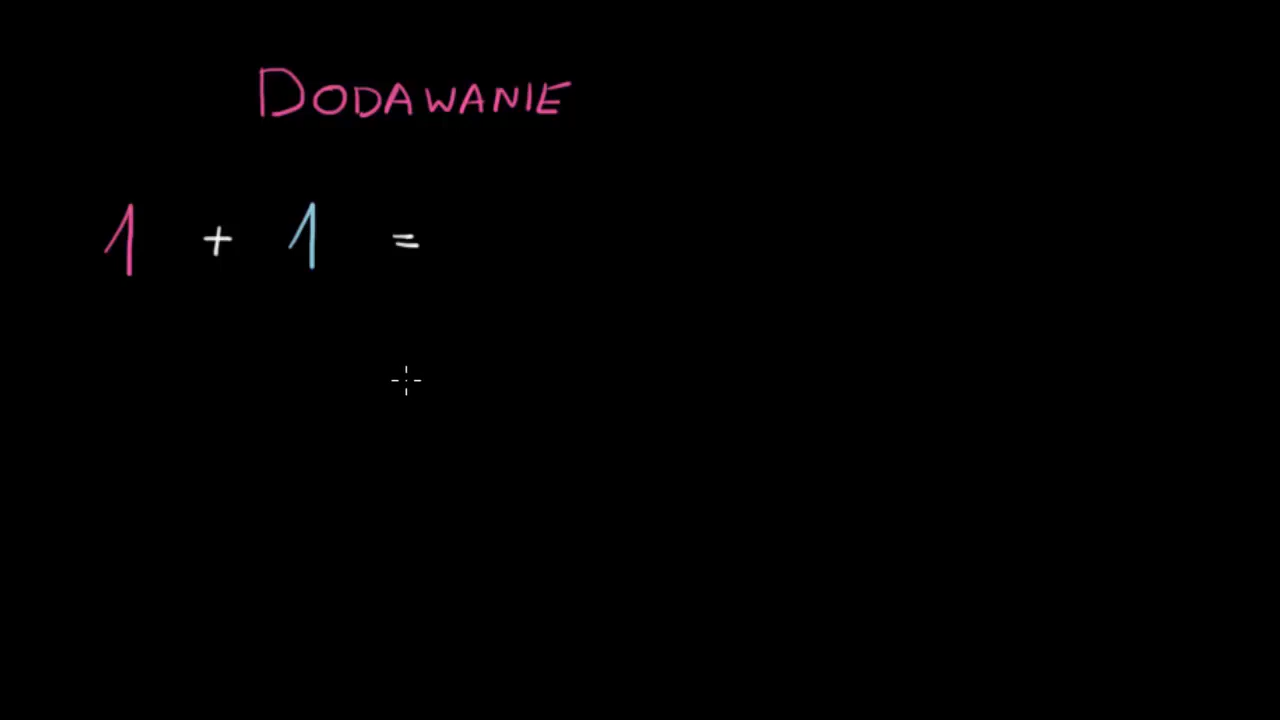 DODAWANIE
1 + 1 =